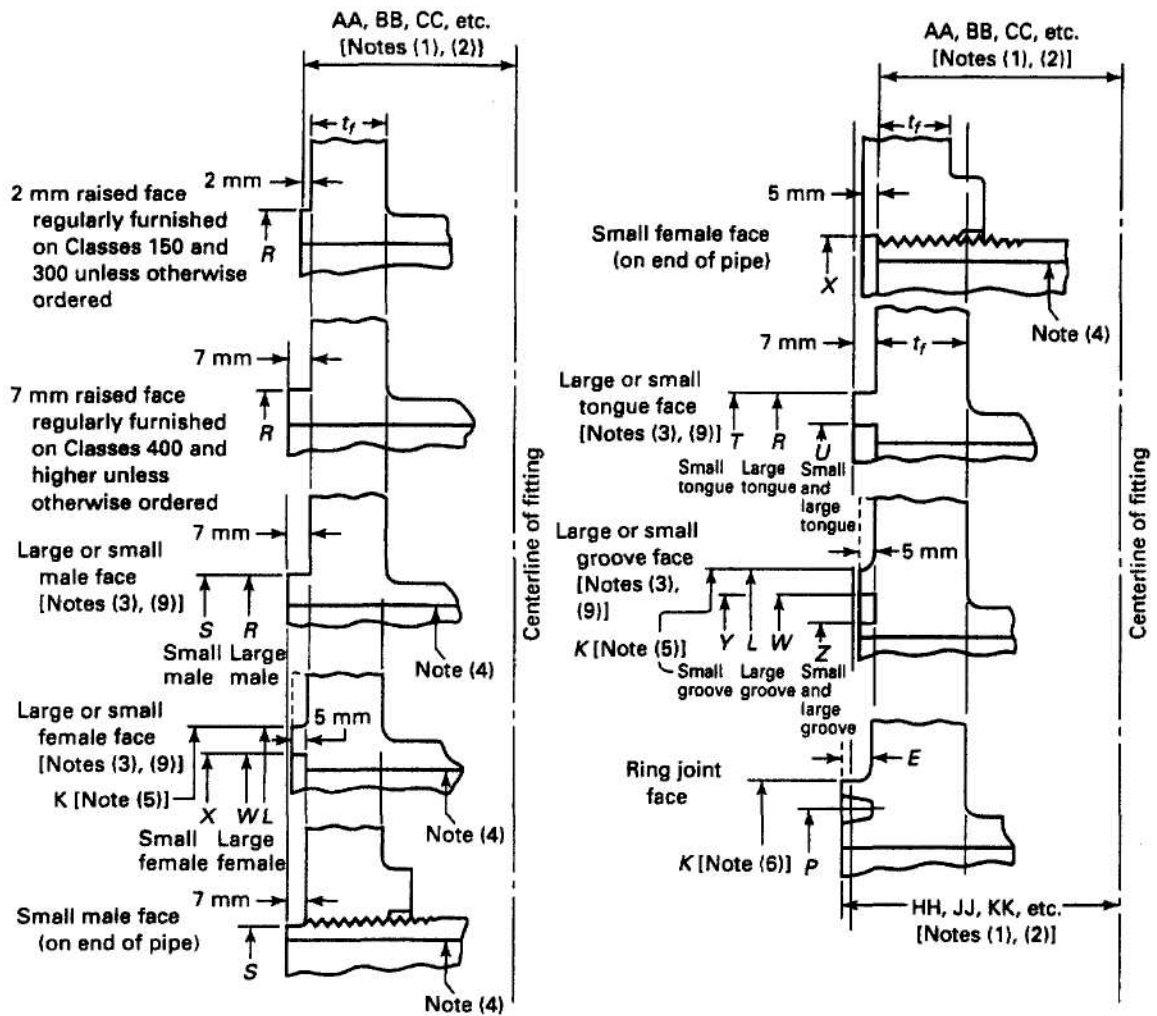 AA, BB, CC, etc.
[Notes (1), (2)]
t_f
2 mm
2 mm raised face
regularly furnished
on Classes 150 and
300 unless otherwise
ordered
R
7 mm
7 mm raised face
regularly furnished
on Classes 400 and
higher unless
otherwise ordered
R
7 mm
Large or small
male face
[Notes (3), (9)]
S R
Small Large
male male
Note (4)
Large or small
female face
[Notes (3), (9)]
5 mm
K [Note (5)]
X W L
Small Large
female female
Note (4)
7 mm
Small male face
(on end of pipe)
S
Note (4)
Centerline of fitting
AA, BB, CC, etc.
[Notes (1), (2)]
t_f
5 mm
Small female face
(on end of pipe)
X
Note (4)
7 mm
t_f
Large or small
tongue face
[Notes (3), (9)]
T R U
Small Large Small
tongue tongue and
large
tongue
Large or small
groove face
[Notes (3),
(9)]
5 mm
K [Note (5)]
Y L W Z
Small Large Small
groove groove and
large
groove
Ring joint
face
E
K [Note (6)]
P
HH, JJ, KK, etc.
[Notes (1), (2)]
Centerline of fitting